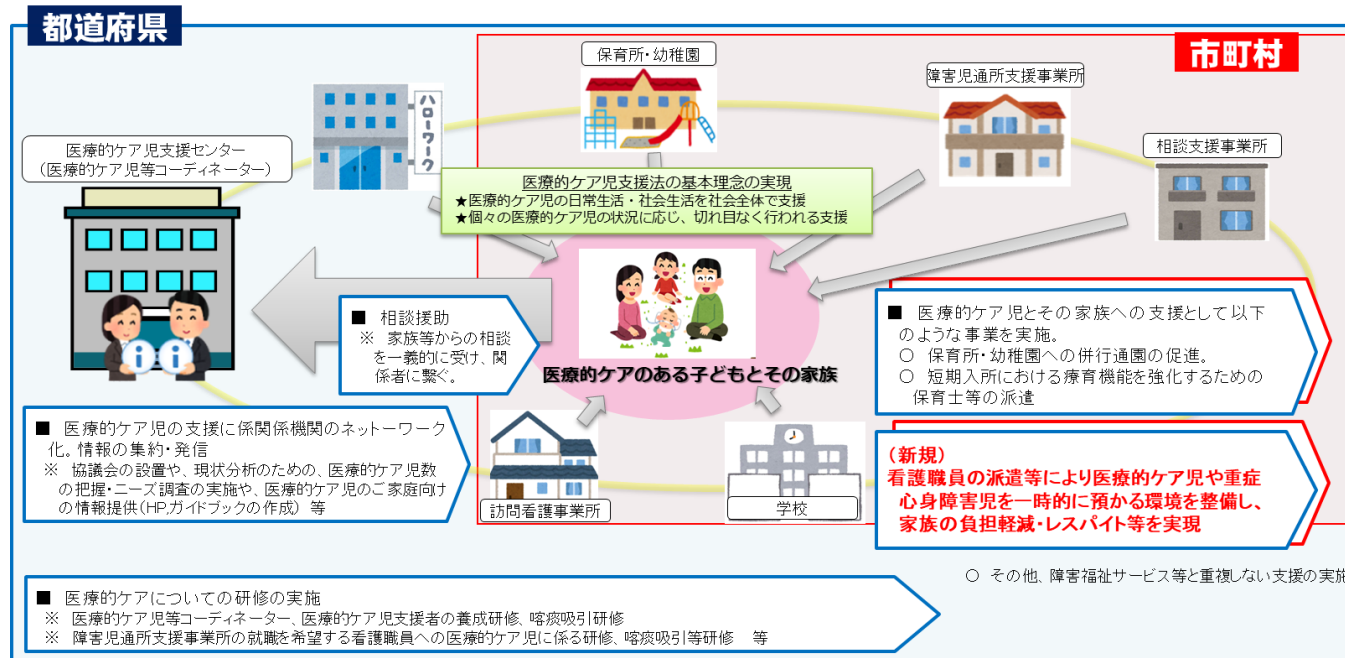 都道府県
市町村
保育所・幼稚園
障害児通所支援事業所
ハローワーク
相談支援事業所
医療的ケア児支援センター
（医療的ケア児等コーディネーター）
医療的ケア児支援法の基本理念の実現
★医療的ケア児の日常生活・社会生活を社会全体で支援
★個々の医療的ケア児の状況に応じ、切れ目なく行われる支援
■ 相談援助
※ 家族等からの相談
を一義的に受け、関
係者に繋ぐ。
医療的ケアのある子どもとその家族
■ 医療的ケア児とその家族への支援として以下
のような事業を実施。
○ 保育所・幼稚園への併行通園の促進。
○ 短期入所における療育機能を強化するための
保育士等の派遣
■ 医療的ケア児の支援に係関係機関のネットーワーク
化。情報の集約・発信
※ 協議会の設置や、現状分析のための、医療的ケア児数
の把握・ニーズ調査の実施や、医療的ケア児のご家庭向け
の情報提供(HP,ガイドブックの作成) 等
訪問看護事業所
学校
（新規）
看護職員の派遣等により医療的ケア児や重症
心身障害児を一時的に預かる環境を整備し、
家族の負担軽減・レスパイト等を実現
○ その他、障害福祉サービス等と重複しない支援の実施
■ 医療的ケアについての研修の実施
※ 医療的ケア児等コーディネーター、医療的ケア児支援者の養成研修、喀痰吸引研修
※ 障害児通所支援事業所の就職を希望する看護職員への医療的ケア児に係る研修、喀痰吸引等研修 等